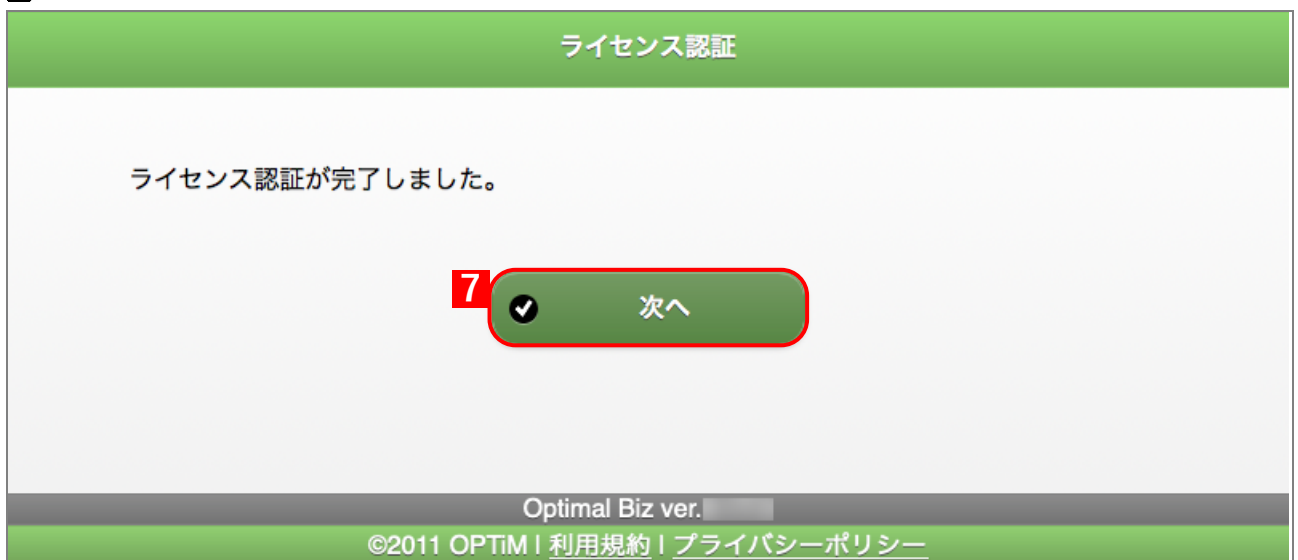 ライセンス認証
ライセンス認証が完了しました。
7
次へ
Optimal Biz ver.
©2011 OPTiM | 利用規約 | プライバシーポリシー